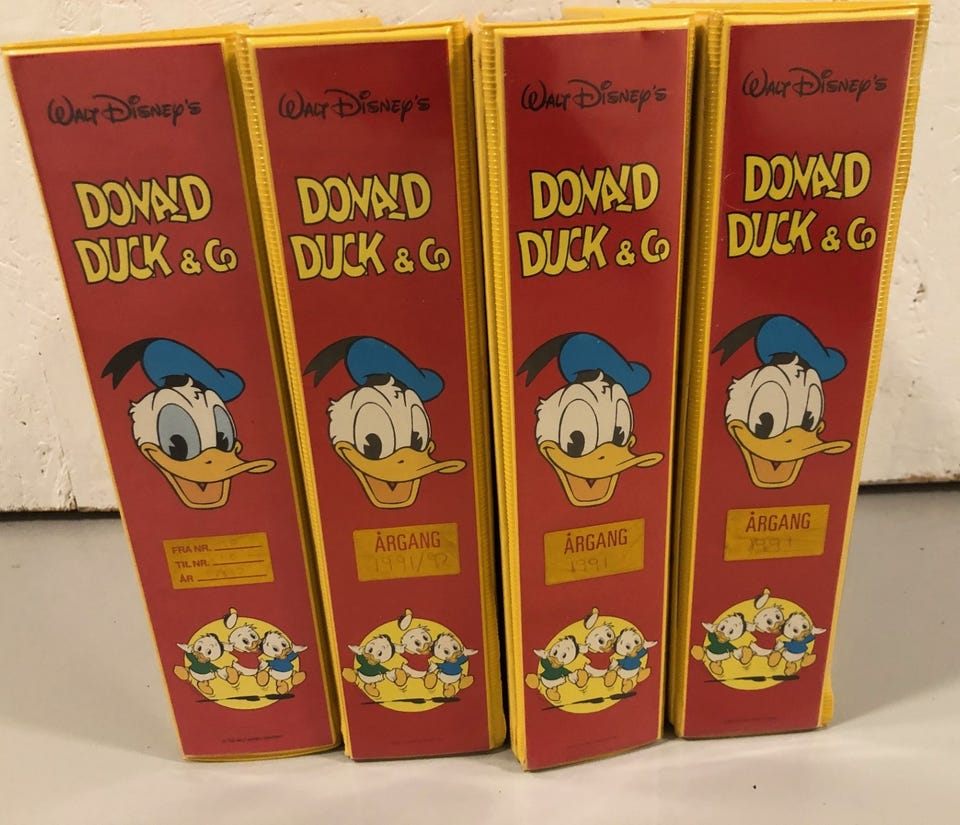 WALT DISNEY'S
DONALD
DUCK & Co
FRA NR.
TIL NR.
ÅR
WALT DISNEY'S
DONALD
DUCK & Co
ÅRGANG
1991/92
WALT DISNEY'S
DONALD
DUCK & Co
ÅRGANG
1991
WALT DISNEY'S
DONALD
DUCK & Co
ÅRGANG
1991